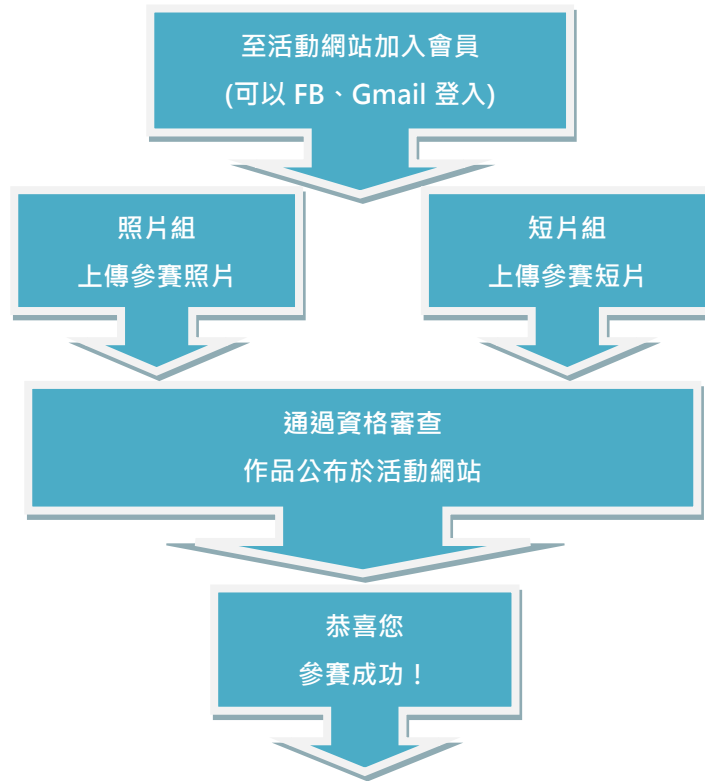 至活動網站加入會員
(可以 FB、Gmail 登入)
照片組
上傳參賽照片
短片組
上傳參賽短片
通過資格審查
作品公布於活動網站
恭喜您
參賽成功！